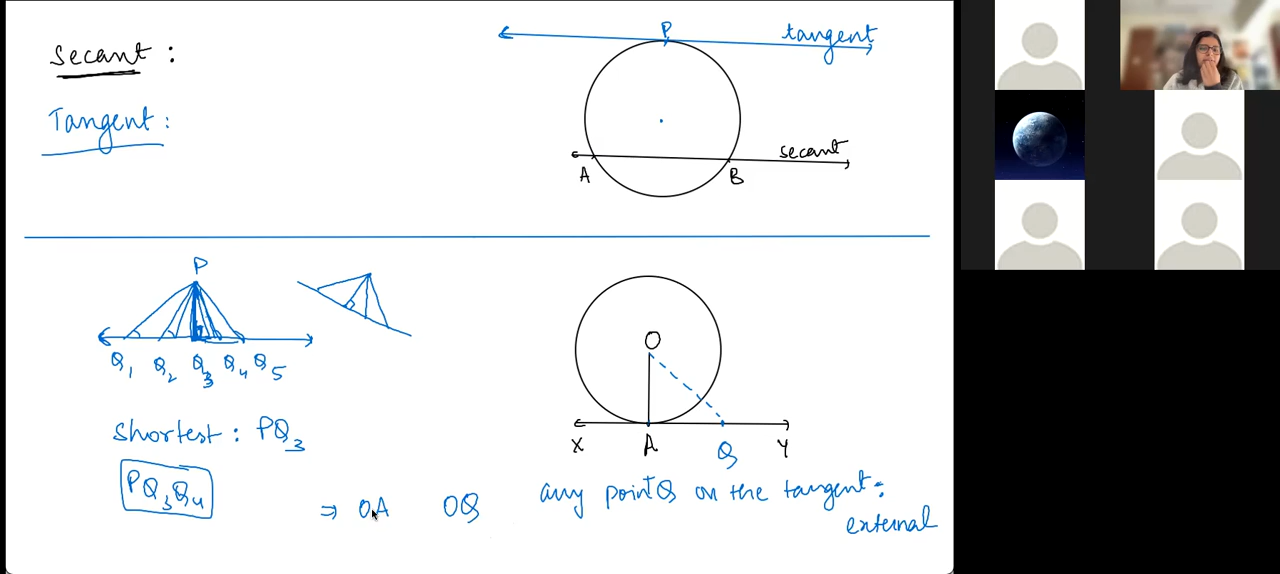 Secant :
Tangent :
P
tangent
secant
A
B
P
Q1 Q2 Q3 Q4 Q5
Shortest : PQ3
PQ3Q4
O
X A Q Y
any point Q on the tangent :
external
⇒ OA OQ